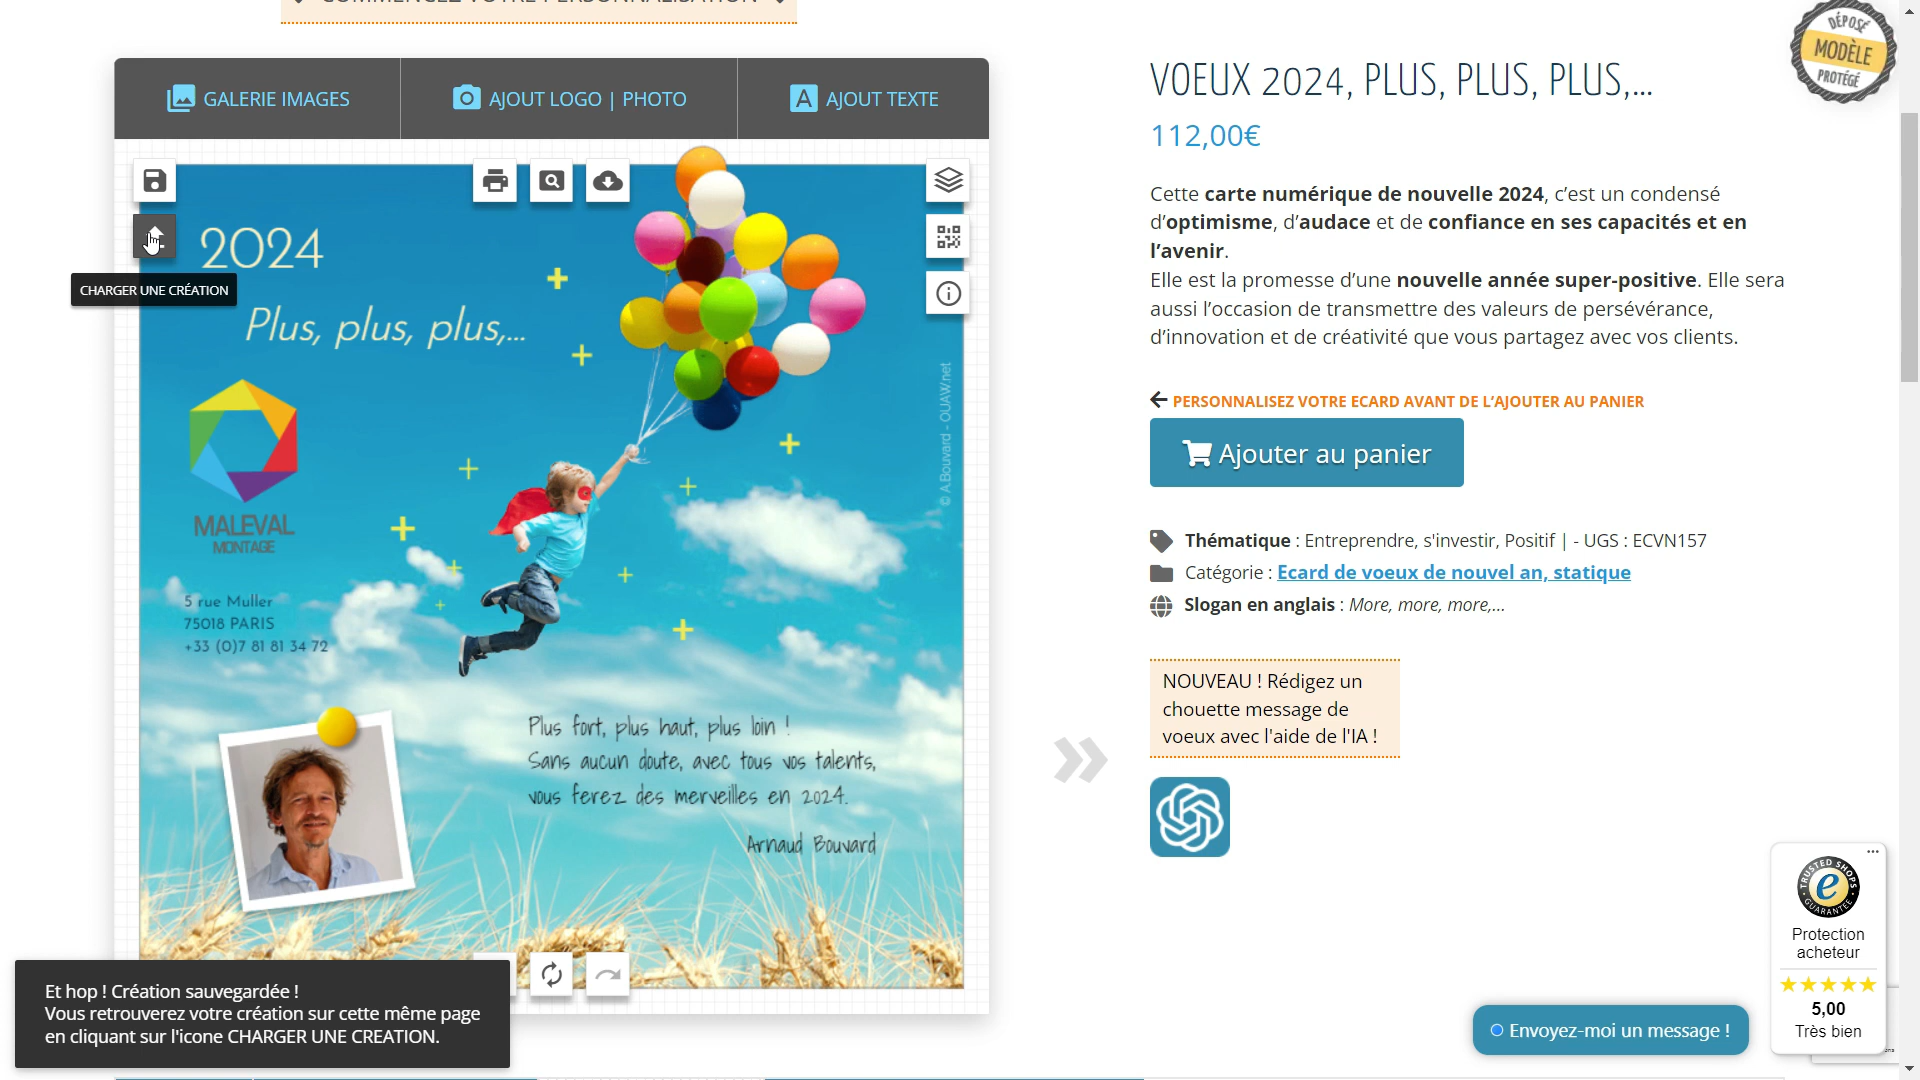 COMMENCEZ VOTRE PERSONNALISATION
GALERIE IMAGES
AJOUT LOGO | PHOTO
A AJOUT TEXTE
CHARGER UNE CRÉATION
2024
Plus, plus, plus,...
MALEVAL
MONTAGE
5 rue Muller
75018 PARIS
+33 (0)7 81 81 34 72
© A.Bouvard - OUAW.net
Plus fort, plus haut, plus loin !
Sans aucun doute, avec tous vos talents,
vous ferez des merveilles en 2024.
Arnaud Bouvard
Et hop ! Création sauvegardée !
Vous retrouverez votre création sur cette même page
en cliquant sur l'icone CHARGER UNE CREATION.
VOEUX 2024, PLUS, PLUS, PLUS,...
DÉPOSÉ
MODÈLE
PROTÉGÉ
112,00€
Cette carte numérique de nouvelle 2024, c’est un condensé
d’optimisme, d’audace et de confiance en ses capacités et en
l’avenir.
Elle est la promesse d’une nouvelle année super-positive. Elle sera
aussi l’occasion de transmettre des valeurs de persévérance,
d’innovation et de créativité que vous partagez avec vos clients.
PERSONNALISEZ VOTRE ECARD AVANT DE L’AJOUTER AU PANIER
Ajouter au panier
Thématique : Entreprendre, s'investir, Positif | - UGS : ECVN157
Catégorie : Ecard de voeux de nouvel an, statique
Slogan en anglais : More, more, more,...
NOUVEAU ! Rédigez un
chouette message de
voeux avec l'aide de l'IA !
TRUSTED SHOPS
e
GUARANTEE
Protection
acheteur
5,00
Très bien
Envoyez-moi un message !